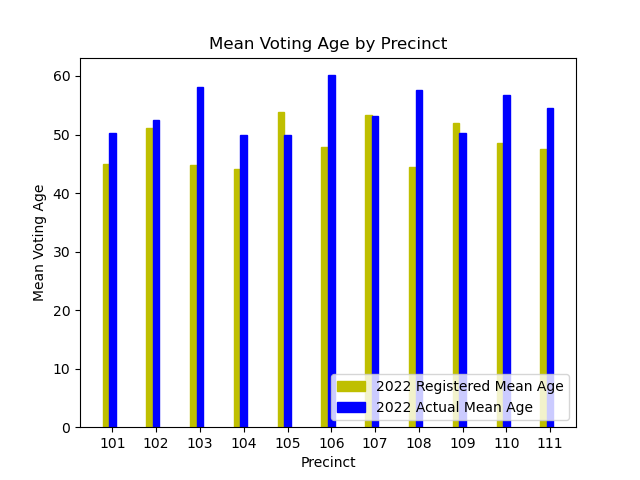 Mean Voting Age by Precinct
60
50
40
30
20
10
0
Mean Voting Age
2022 Registered Mean Age
2022 Actual Mean Age
101 102 103 104 105 106 107 108 109 110 111
Precinct